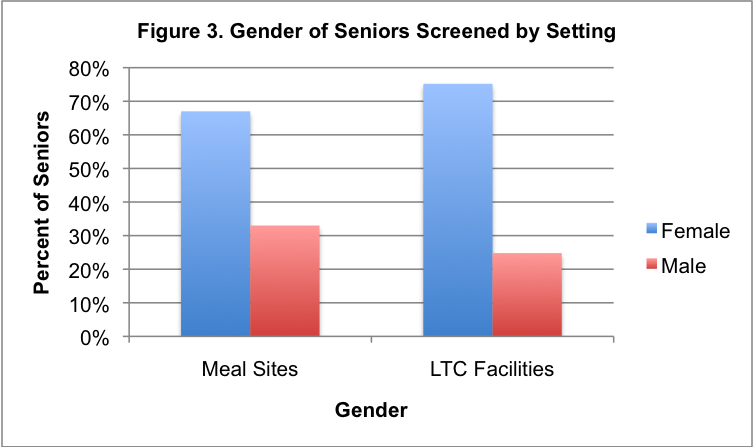 Figure 3. Gender of Seniors Screened by Setting
80%
70%
60%
50%
40%
30%
20%
10%
0%
Percent of Seniors
Meal Sites
LTC Facilities
Gender
Female
Male